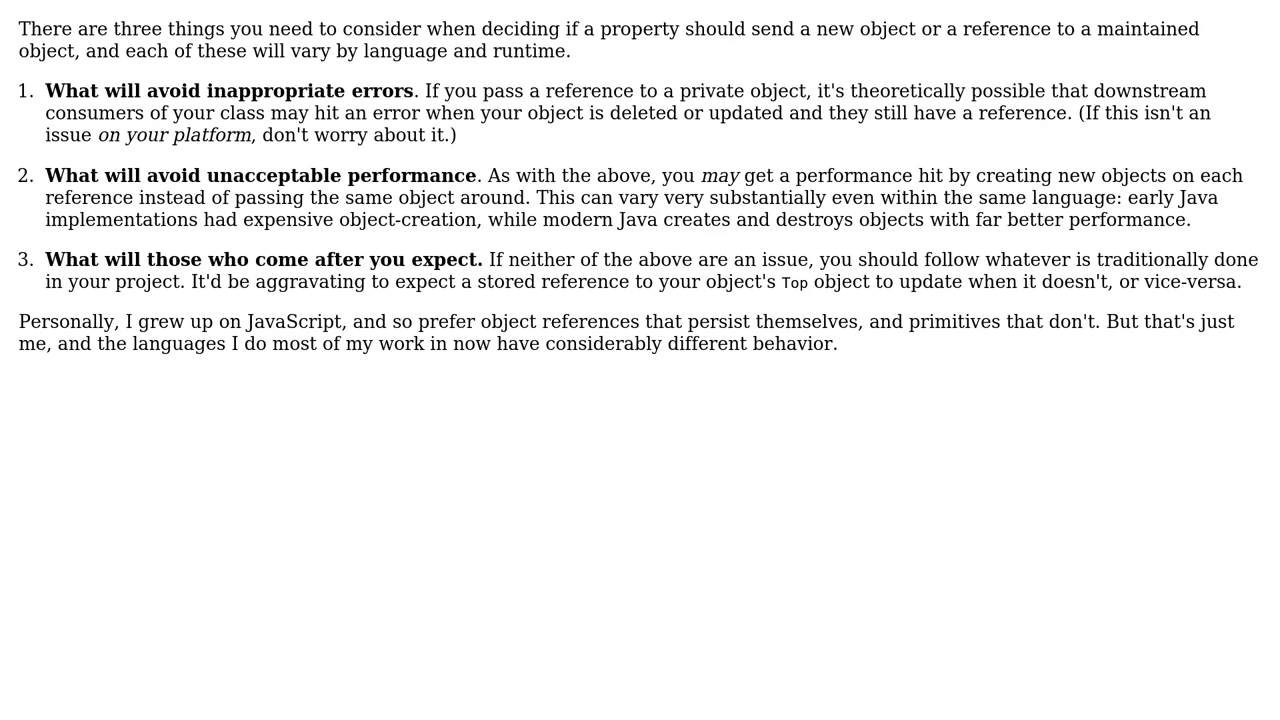 There are three things you need to consider when deciding if a property should send a new object or a reference to a maintained
object, and each of these will vary by language and runtime.
1. What will avoid inappropriate errors. If you pass a reference to a private object, it's theoretically possible that downstream
consumers of your class may hit an error when your object is deleted or updated and they still have a reference. (If this isn't an
issue on your platform, don't worry about it.)
2. What will avoid unacceptable performance. As with the above, you may get a performance hit by creating new objects on each
reference instead of passing the same object around. This can vary very substantially even within the same language: early Java
implementations had expensive object-creation, while modern Java creates and destroys objects with far better performance.
3. What will those who come after you expect. If neither of the above are an issue, you should follow whatever is traditionally done
in your project. It'd be aggravating to expect a stored reference to your object's Top object to update when it doesn't, or vice-versa.
Personally, I grew up on JavaScript, and so prefer object references that persist themselves, and primitives that don't. But that's just
me, and the languages I do most of my work in now have considerably different behavior.